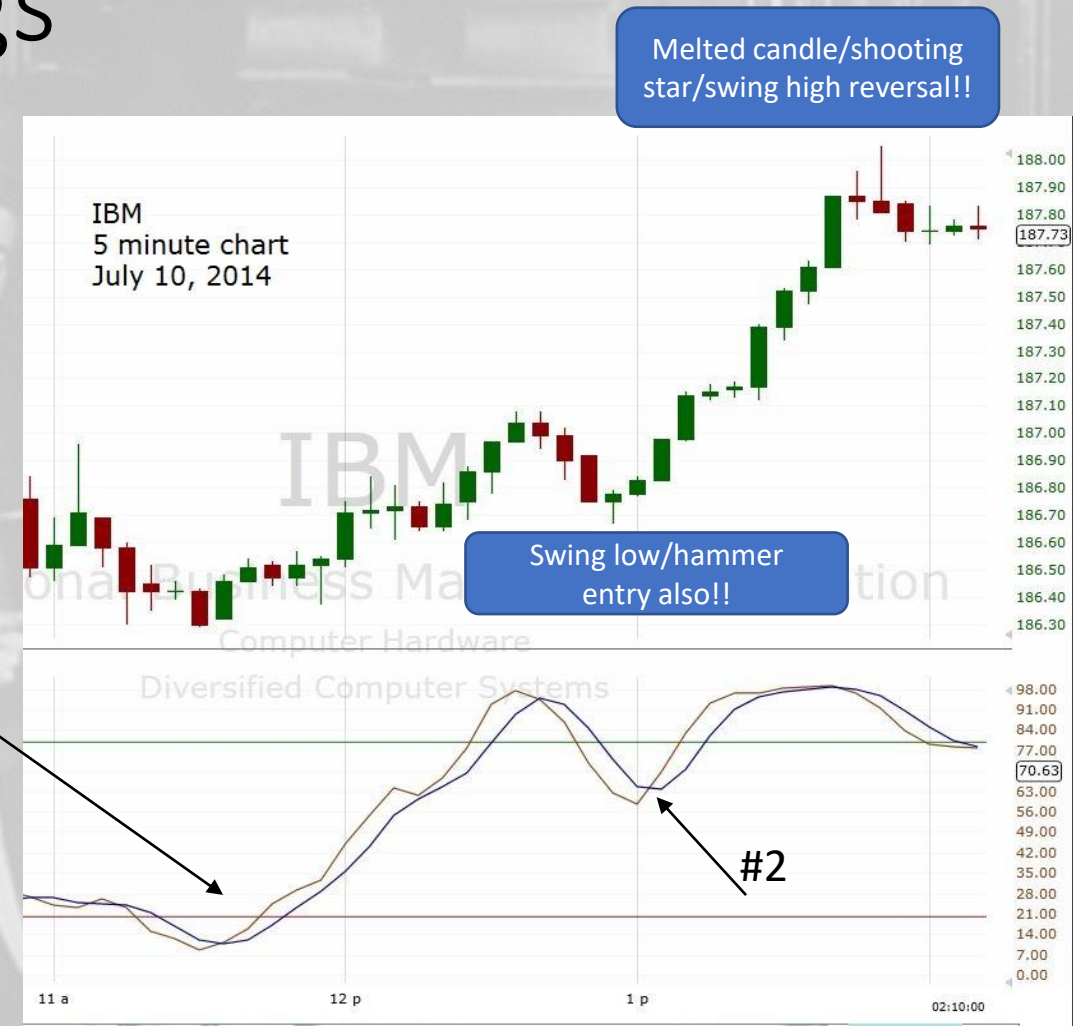 gs
Melted candle/shooting
star/swing high reversal!!
IBM
5 minute chart
July 10, 2014
188.00
187.90
187.80
187.73
187.60
187.50
187.40
187.30
187.20
187.10
187.00
186.90
186.80
186.70
186.60
186.50
186.40
186.30
IBM
Swing low/hammer
entry also!!
onal Business Ma tion
Computer Hardware
Diversified Computer Systems
98.00
91.00
84.00
77.00
70.63
63.00
56.00
49.00
42.00
35.00
28.00
21.00
14.00
7.00
0.00
#2
11 a 12 p 1 p 02:10:00